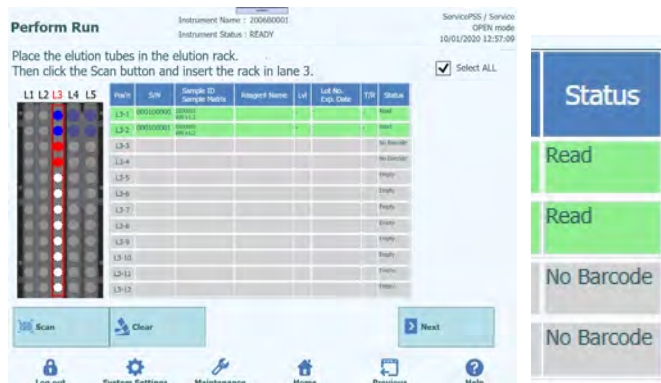 Perform Run
Instrument Name : 200680001
Instrument Status : READY
ServicePSS / Service
OPEN mode
10/01/2020 12:57:09
Place the elution tubes in the elution rack.
Then click the Scan button and insert the rack in lane 3.
Select ALL
L1 L2 L3 L4 L5
Pos'n S/N Sample ID Sample Matrix Reagent Name Lvl Lot No. Exp. Date T/R Status
L3-1 Read
L3-2 Read
L3-3 No Barcode
L3-4 No Barcode
L3-5 Empty
L3-6 Empty
L3-7 Empty
L3-8 Empty
L3-9 Empty
L3-10 Empty
L3-11 Empty
L3-12 Empty
Scan
Clear
Next
Log out
System Settings
Maintenance
Home
Previous
Help
Status
Read
Read
No Barcode
No Barcode